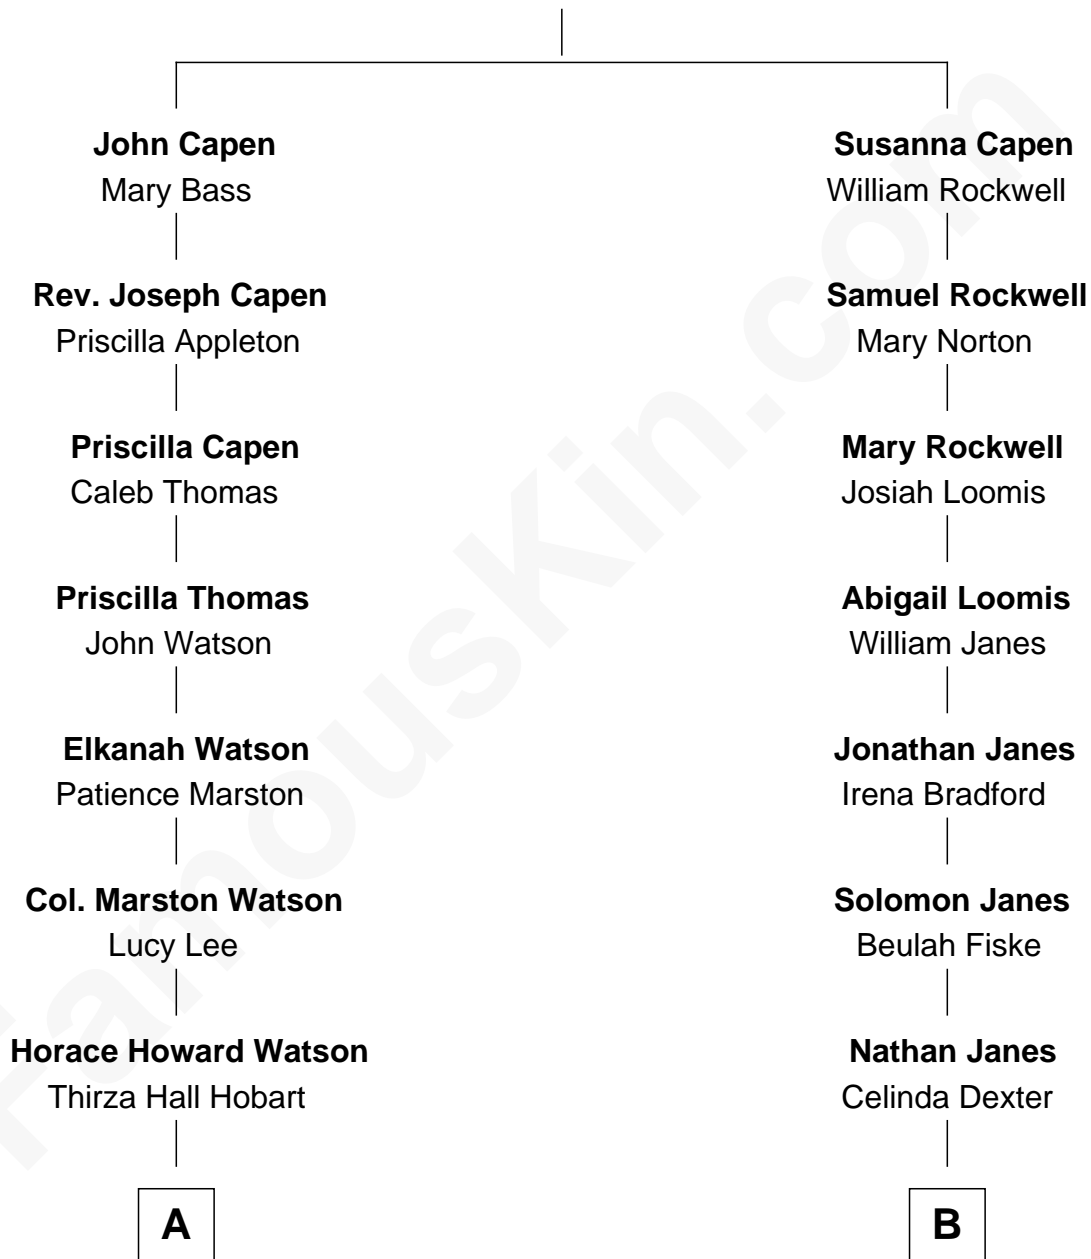 John Capen
Mary Bass
Rev. Joseph Capen
Priscilla Appleton
Priscilla Capen
Caleb Thomas
Priscilla Thomas
John Watson
Elkanah Watson
Patience Marston
Col. Marston Watson
Lucy Lee
Horace Howard Watson
Thirza Hall Hobart
A
Susanna Capen
William Rockwell
Samuel Rockwell
Mary Norton
Mary Rockwell
Josiah Loomis
Abigail Loomis
William Janes
Jonathan Janes
Irena Bradford
Solomon Janes
Beulah Fiske
Nathan Janes
Celinda Dexter
B
FamousKin.com